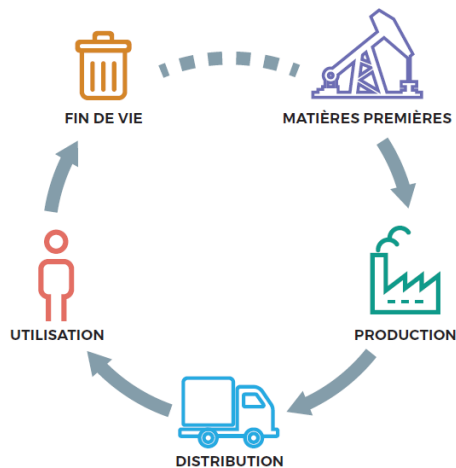 FIN DE VIE
MATIÈRES PREMIÈRES
PRODUCTION
DISTRIBUTION
UTILISATION